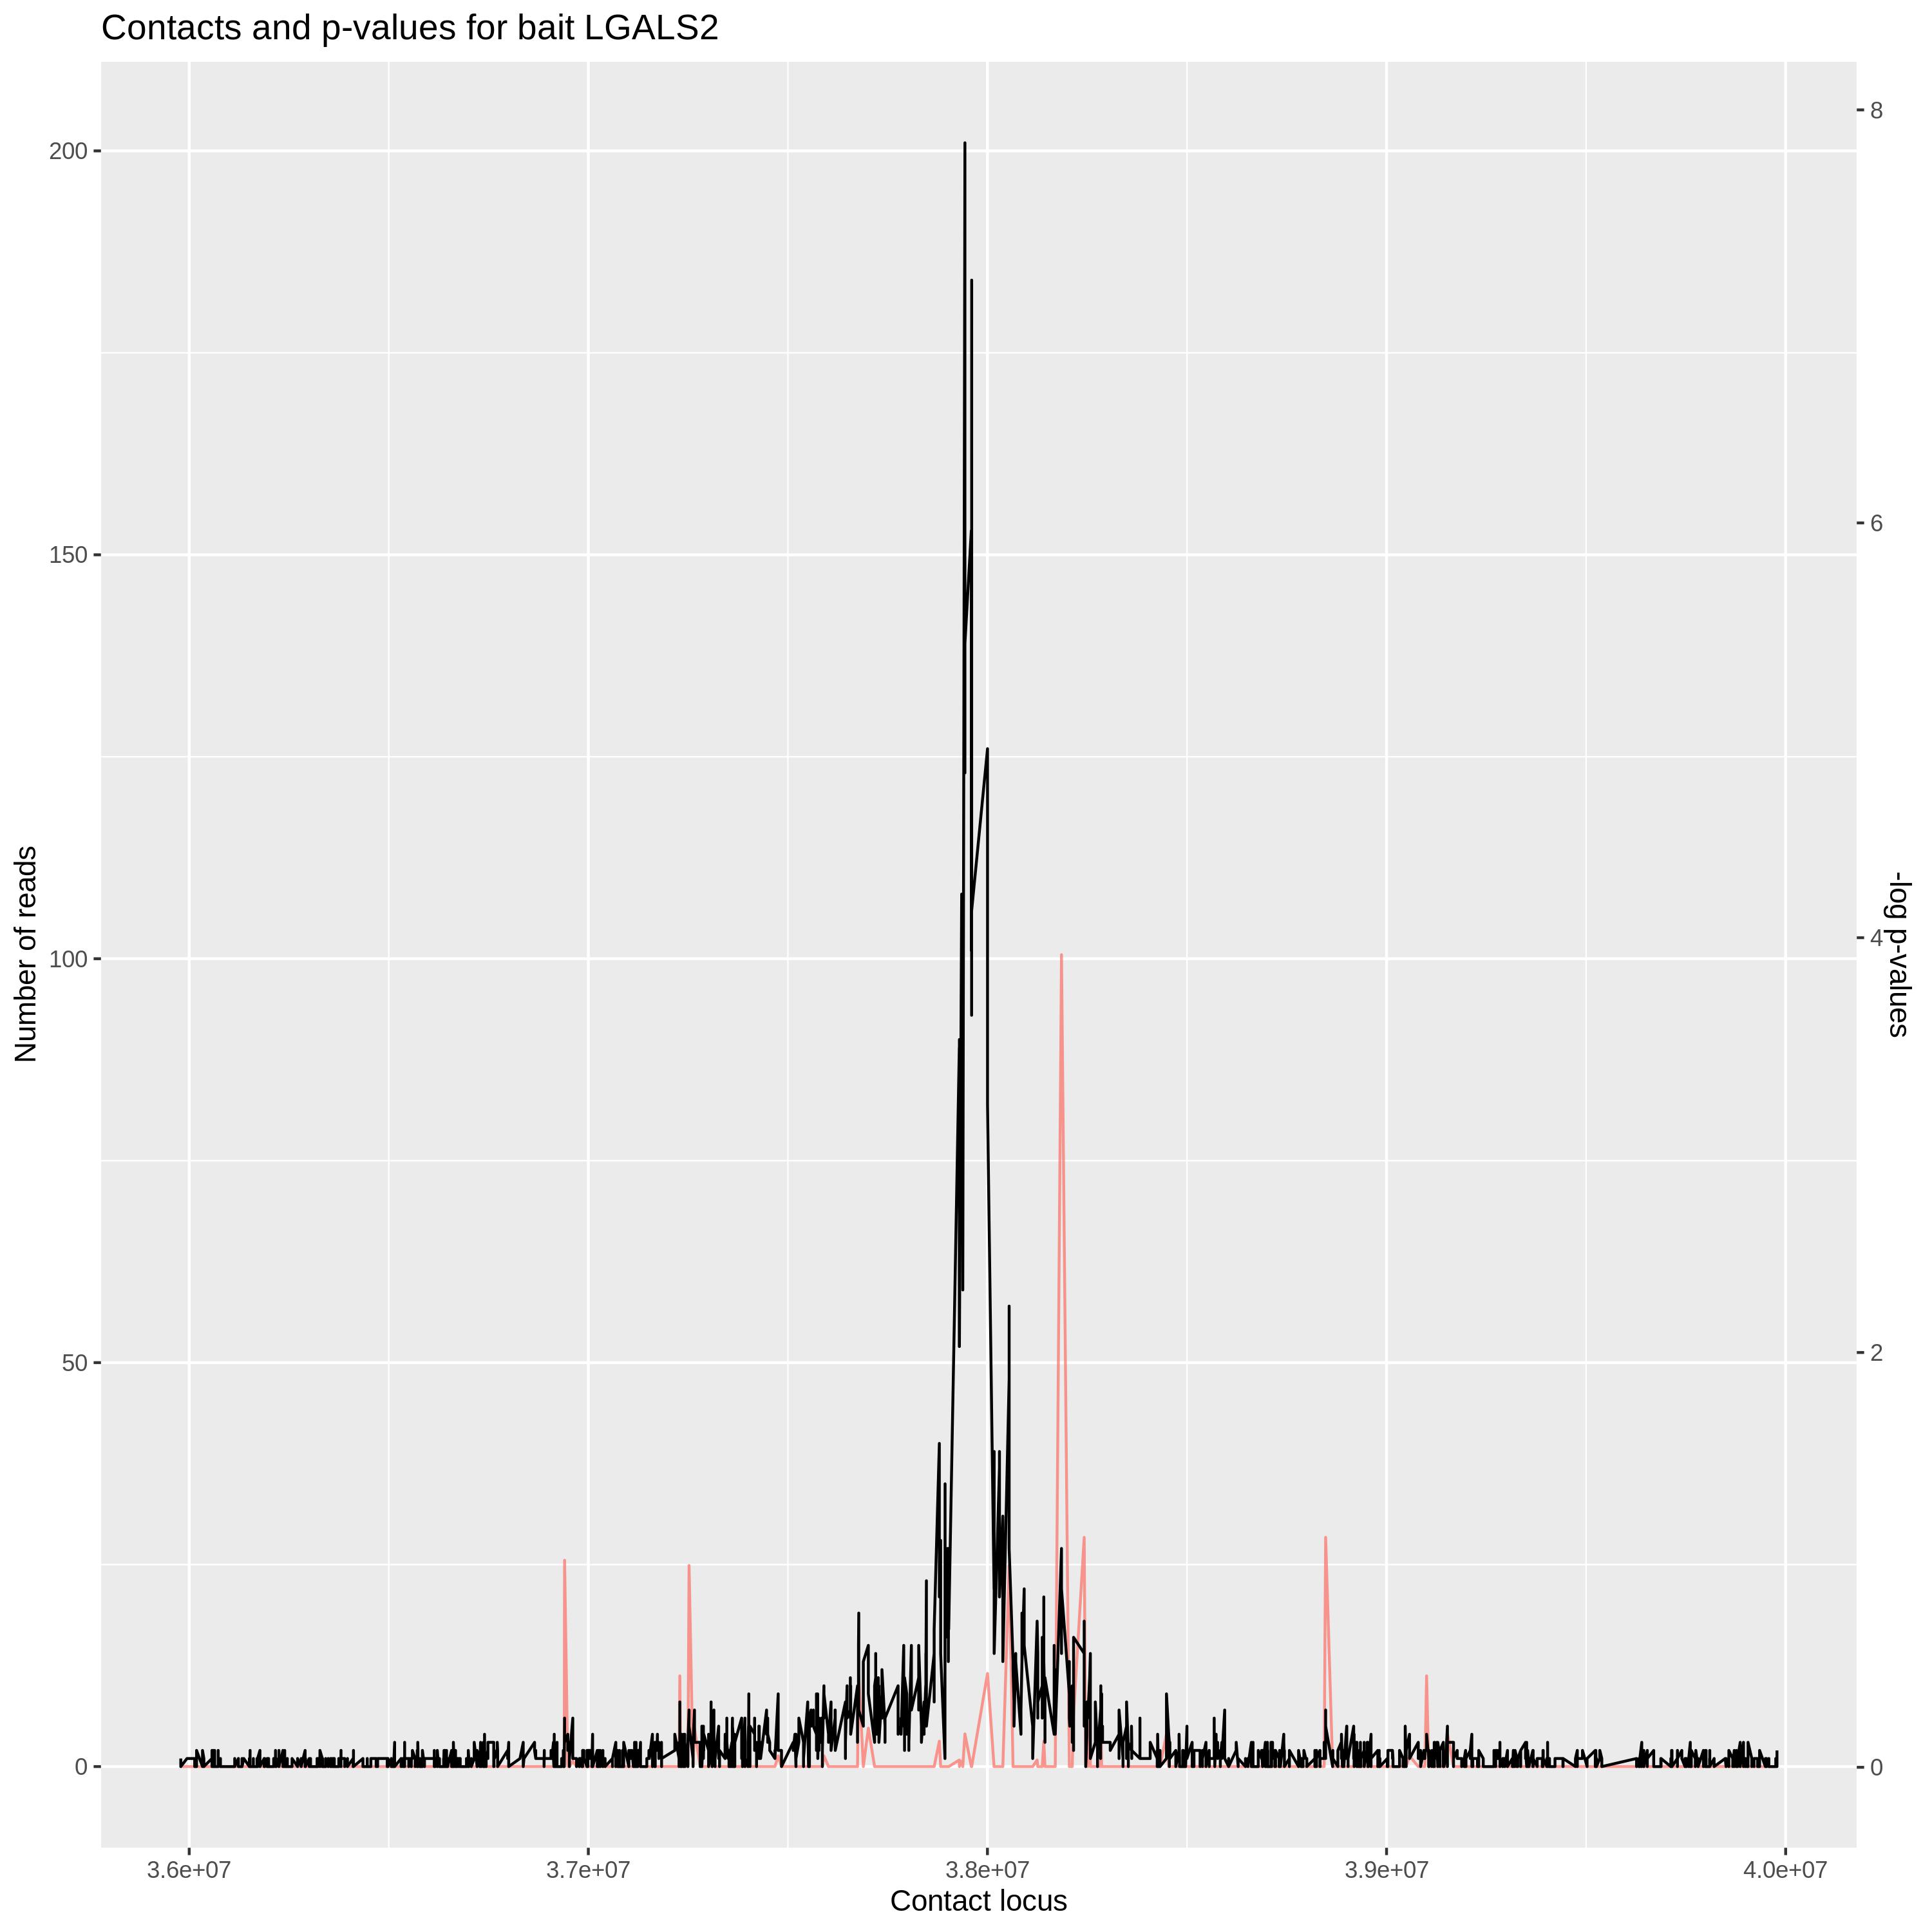 Contacts and p-values for bait LGALS2
Number of reads
200
150
100
50
0
8
6
4
2
0
-log p-values
3.6e+07
3.7e+07
3.8e+07
3.9e+07
4.0e+07
Contact locus